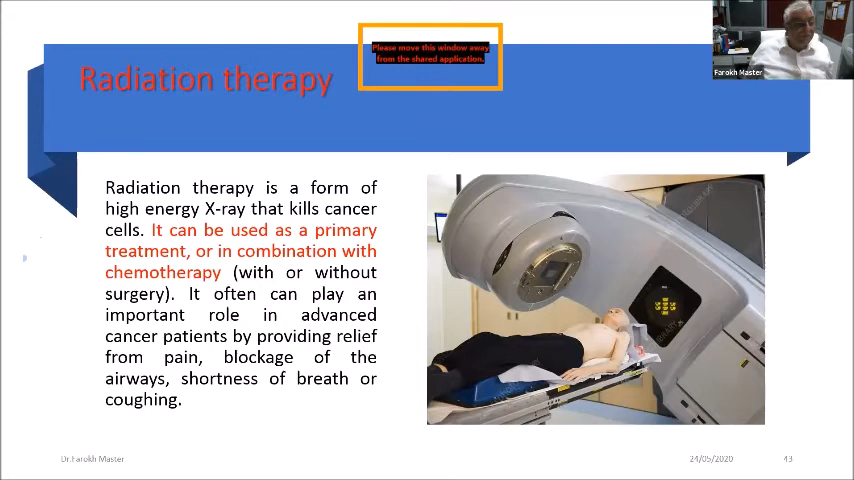 Please move this window away
from the shared application.
Farokh Master
Radiation therapy
Radiation therapy is a form of
high energy X-ray that kills cancer
cells. It can be used as a primary
treatment, or in combination with
chemotherapy (with or without
surgery). It often can play an
important role in advanced
cancer patients by providing relief
from pain, blockage of the
airways, shortness of breath or
coughing.
Dr.Farokh Master
24/05/2020
43